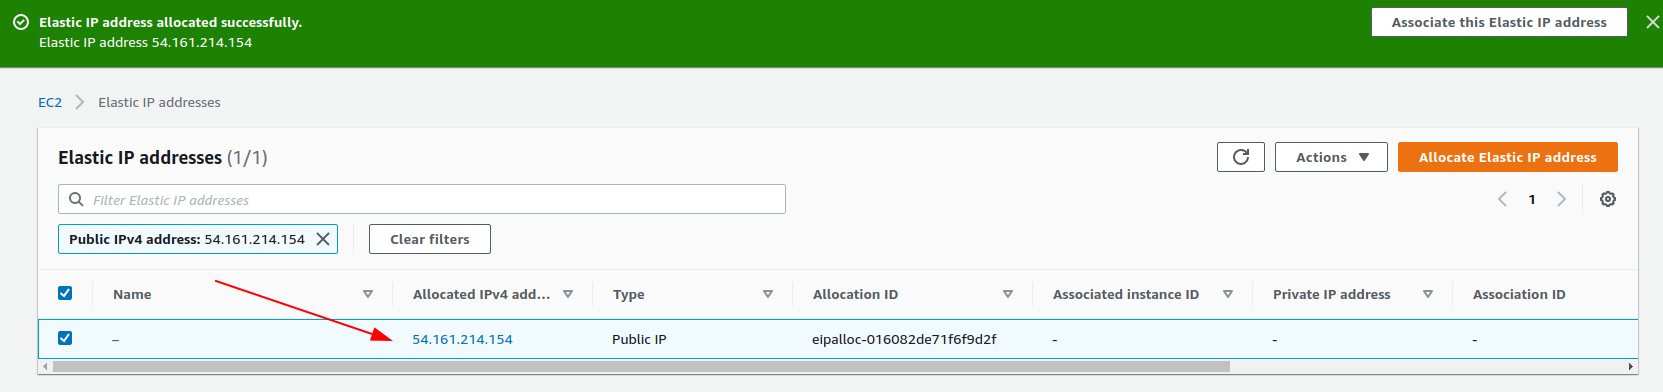 Elastic IP address allocated successfully.
Elastic IP address 54.161.214.154
Associate this Elastic IP address
EC2
Elastic IP addresses
Elastic IP addresses (1/1)
Actions
Allocate Elastic IP address
Filter Elastic IP addresses
1
Public IPv4 address: 54.161.214.154
Clear filters
Name
Allocated IPv4 add...
Type
Allocation ID
Associated instance ID
Private IP address
Association ID
–
54.161.214.154
Public IP
eipalloc-016082de71f6f9d2f
-
-
-